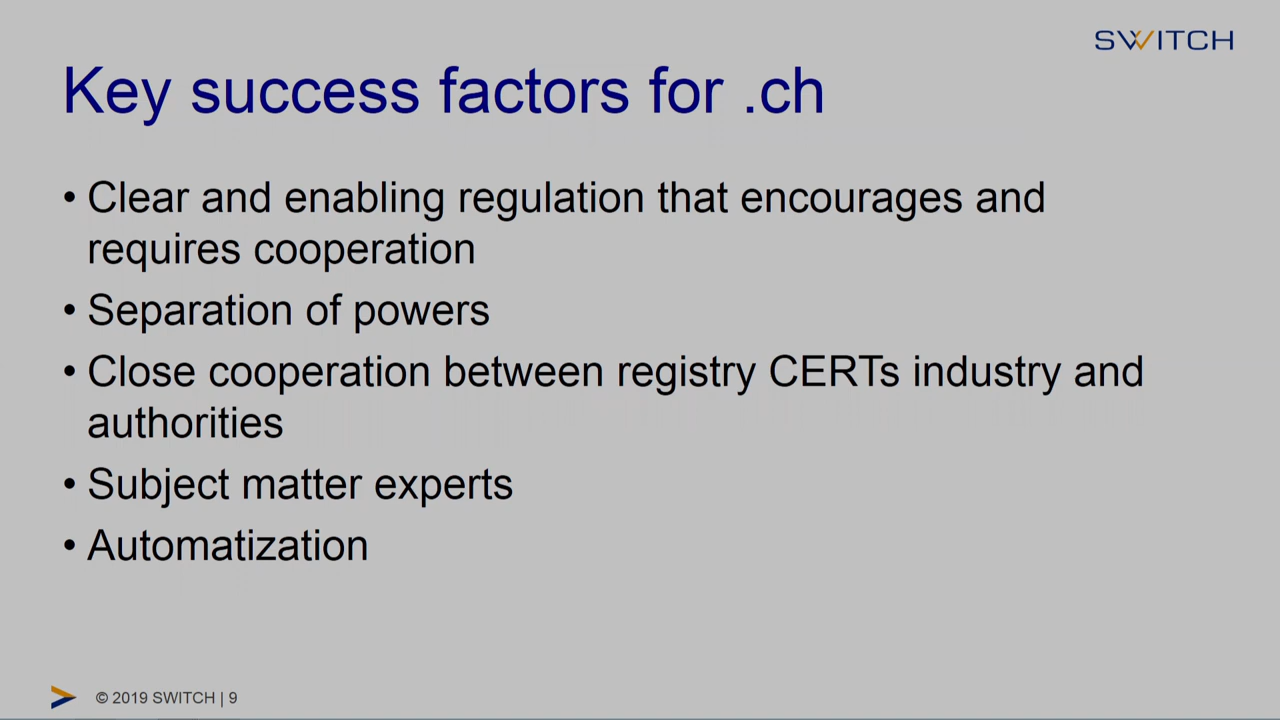 SWITCH
Key success factors for .ch
• Clear and enabling regulation that encourages and
requires cooperation
• Separation of powers
• Close cooperation between registry CERTs industry and
authorities
• Subject matter experts
• Automatization
© 2019 SWITCH | 9